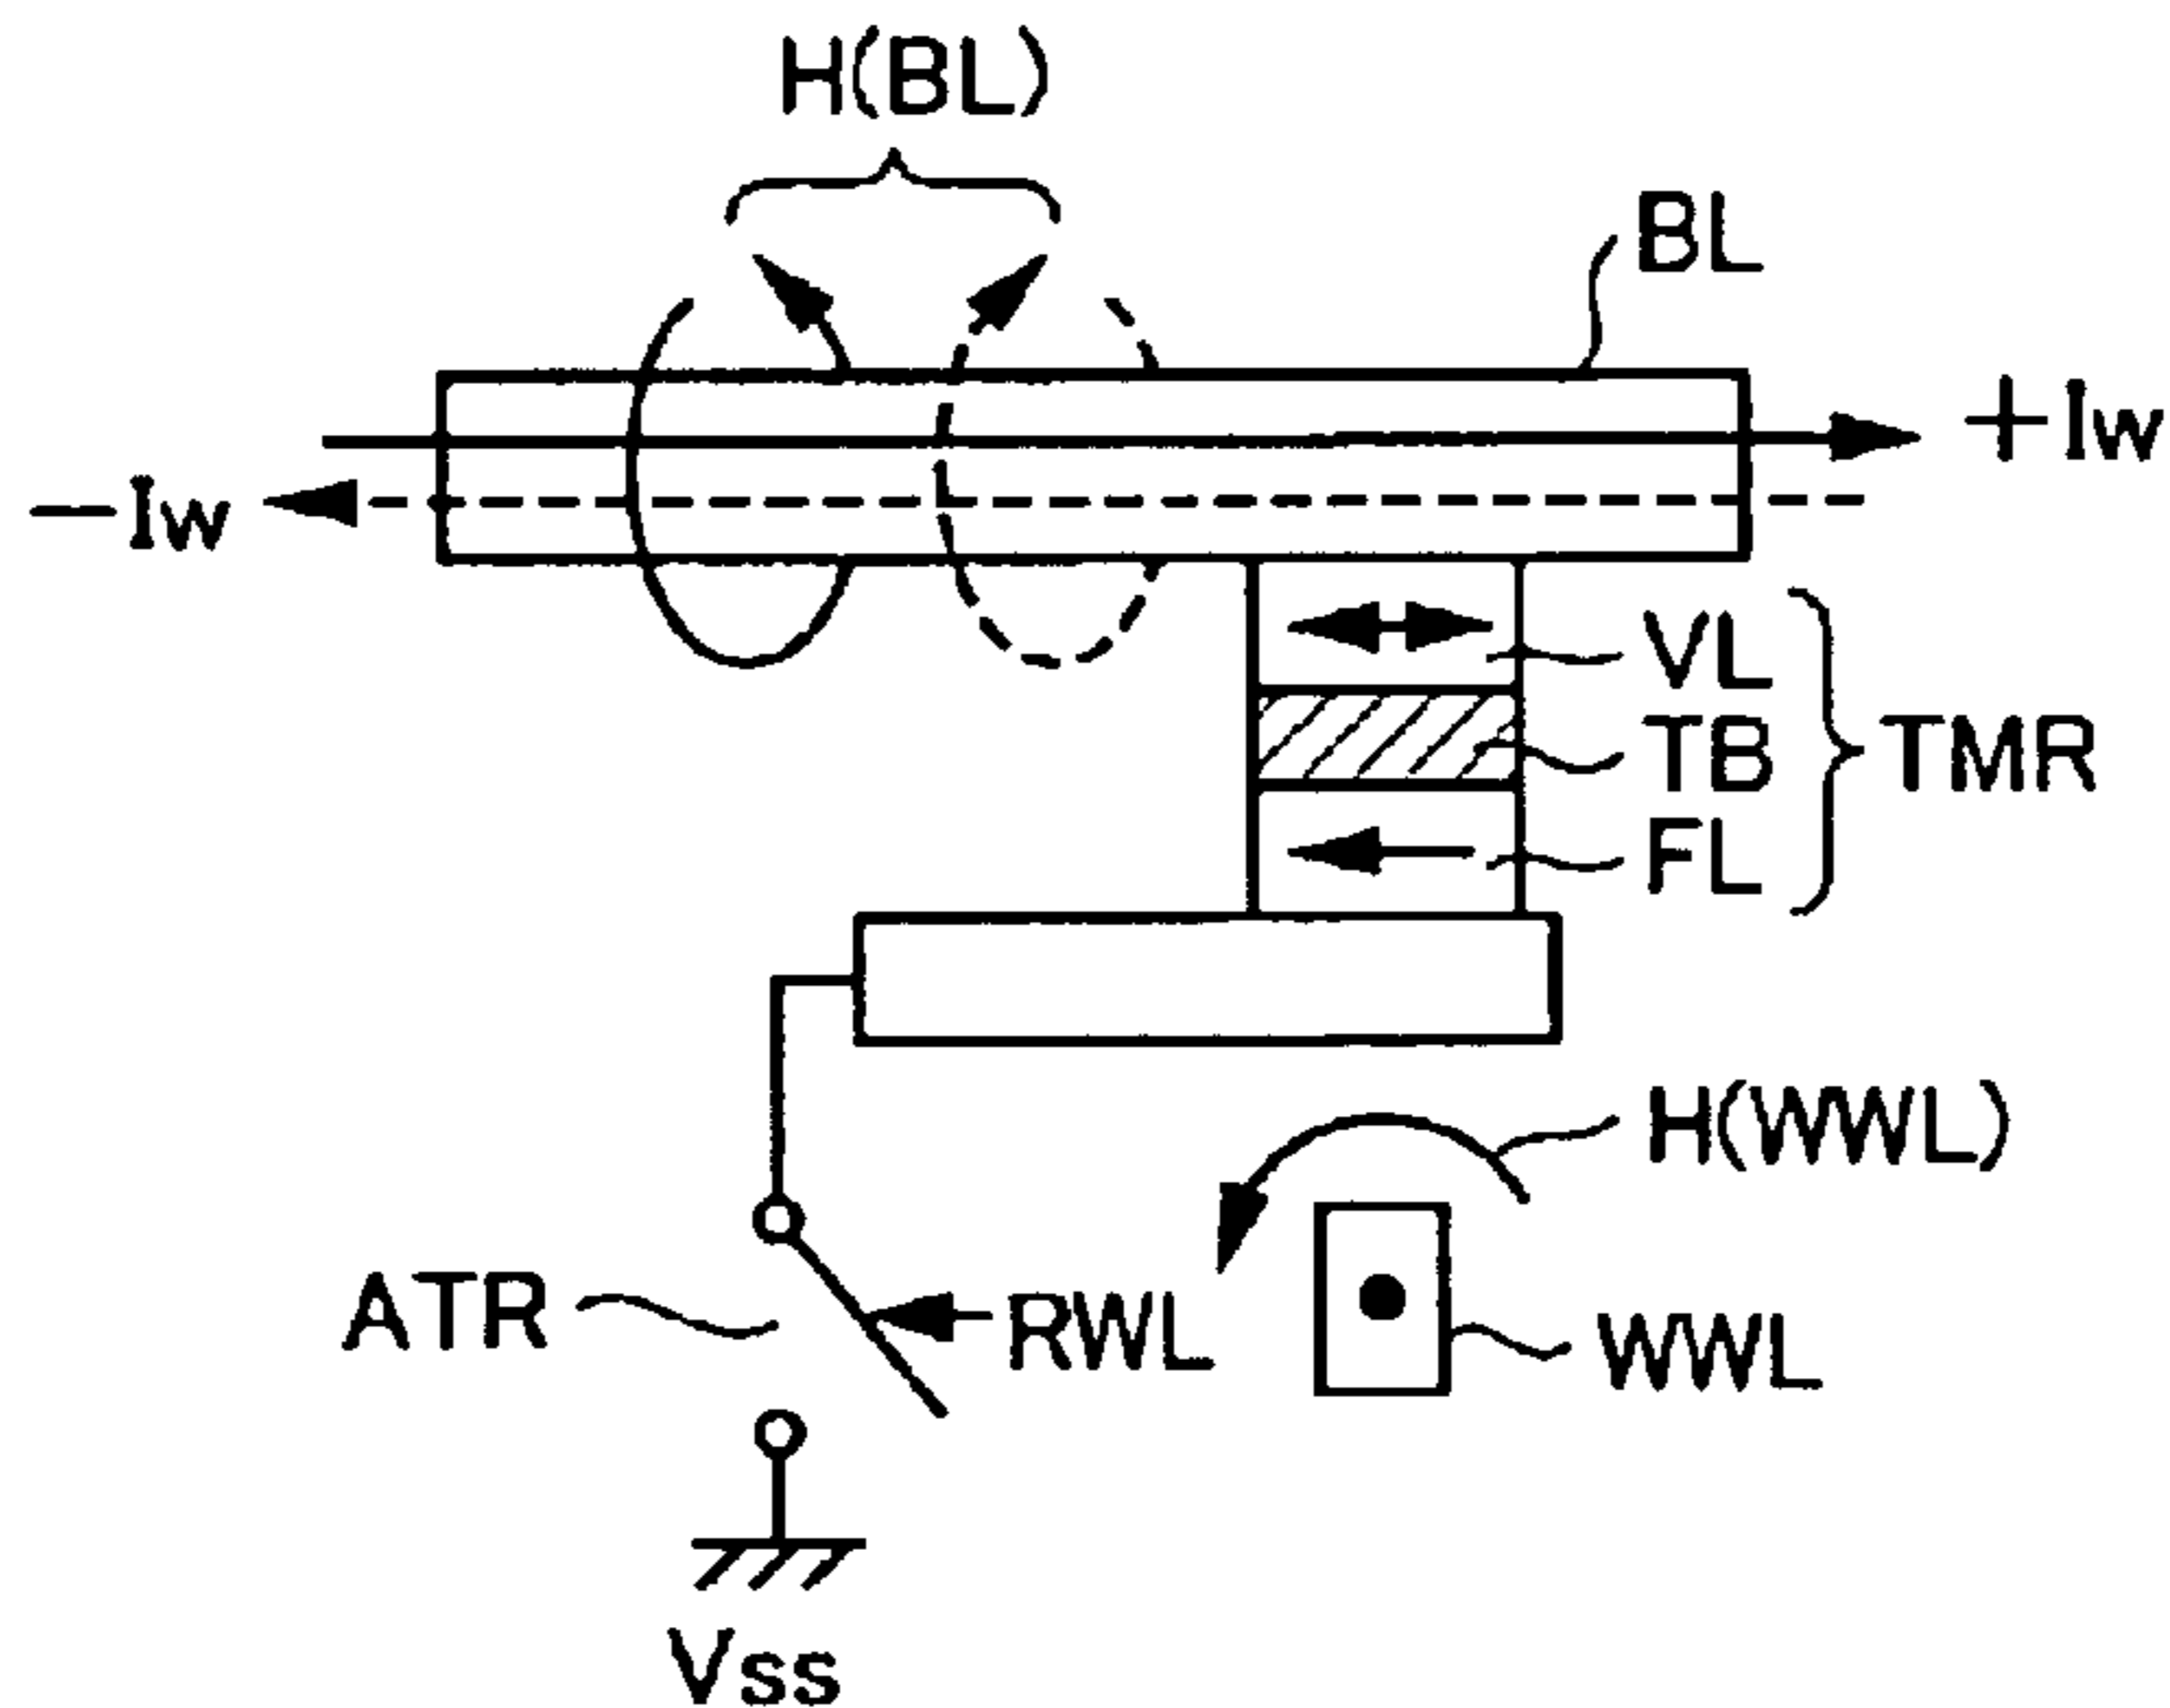 H(BL)
BL
+Iw
−Iw
VL
TB
TMR
FL
H(WWL)
ATR
RWL
WWL
Vss